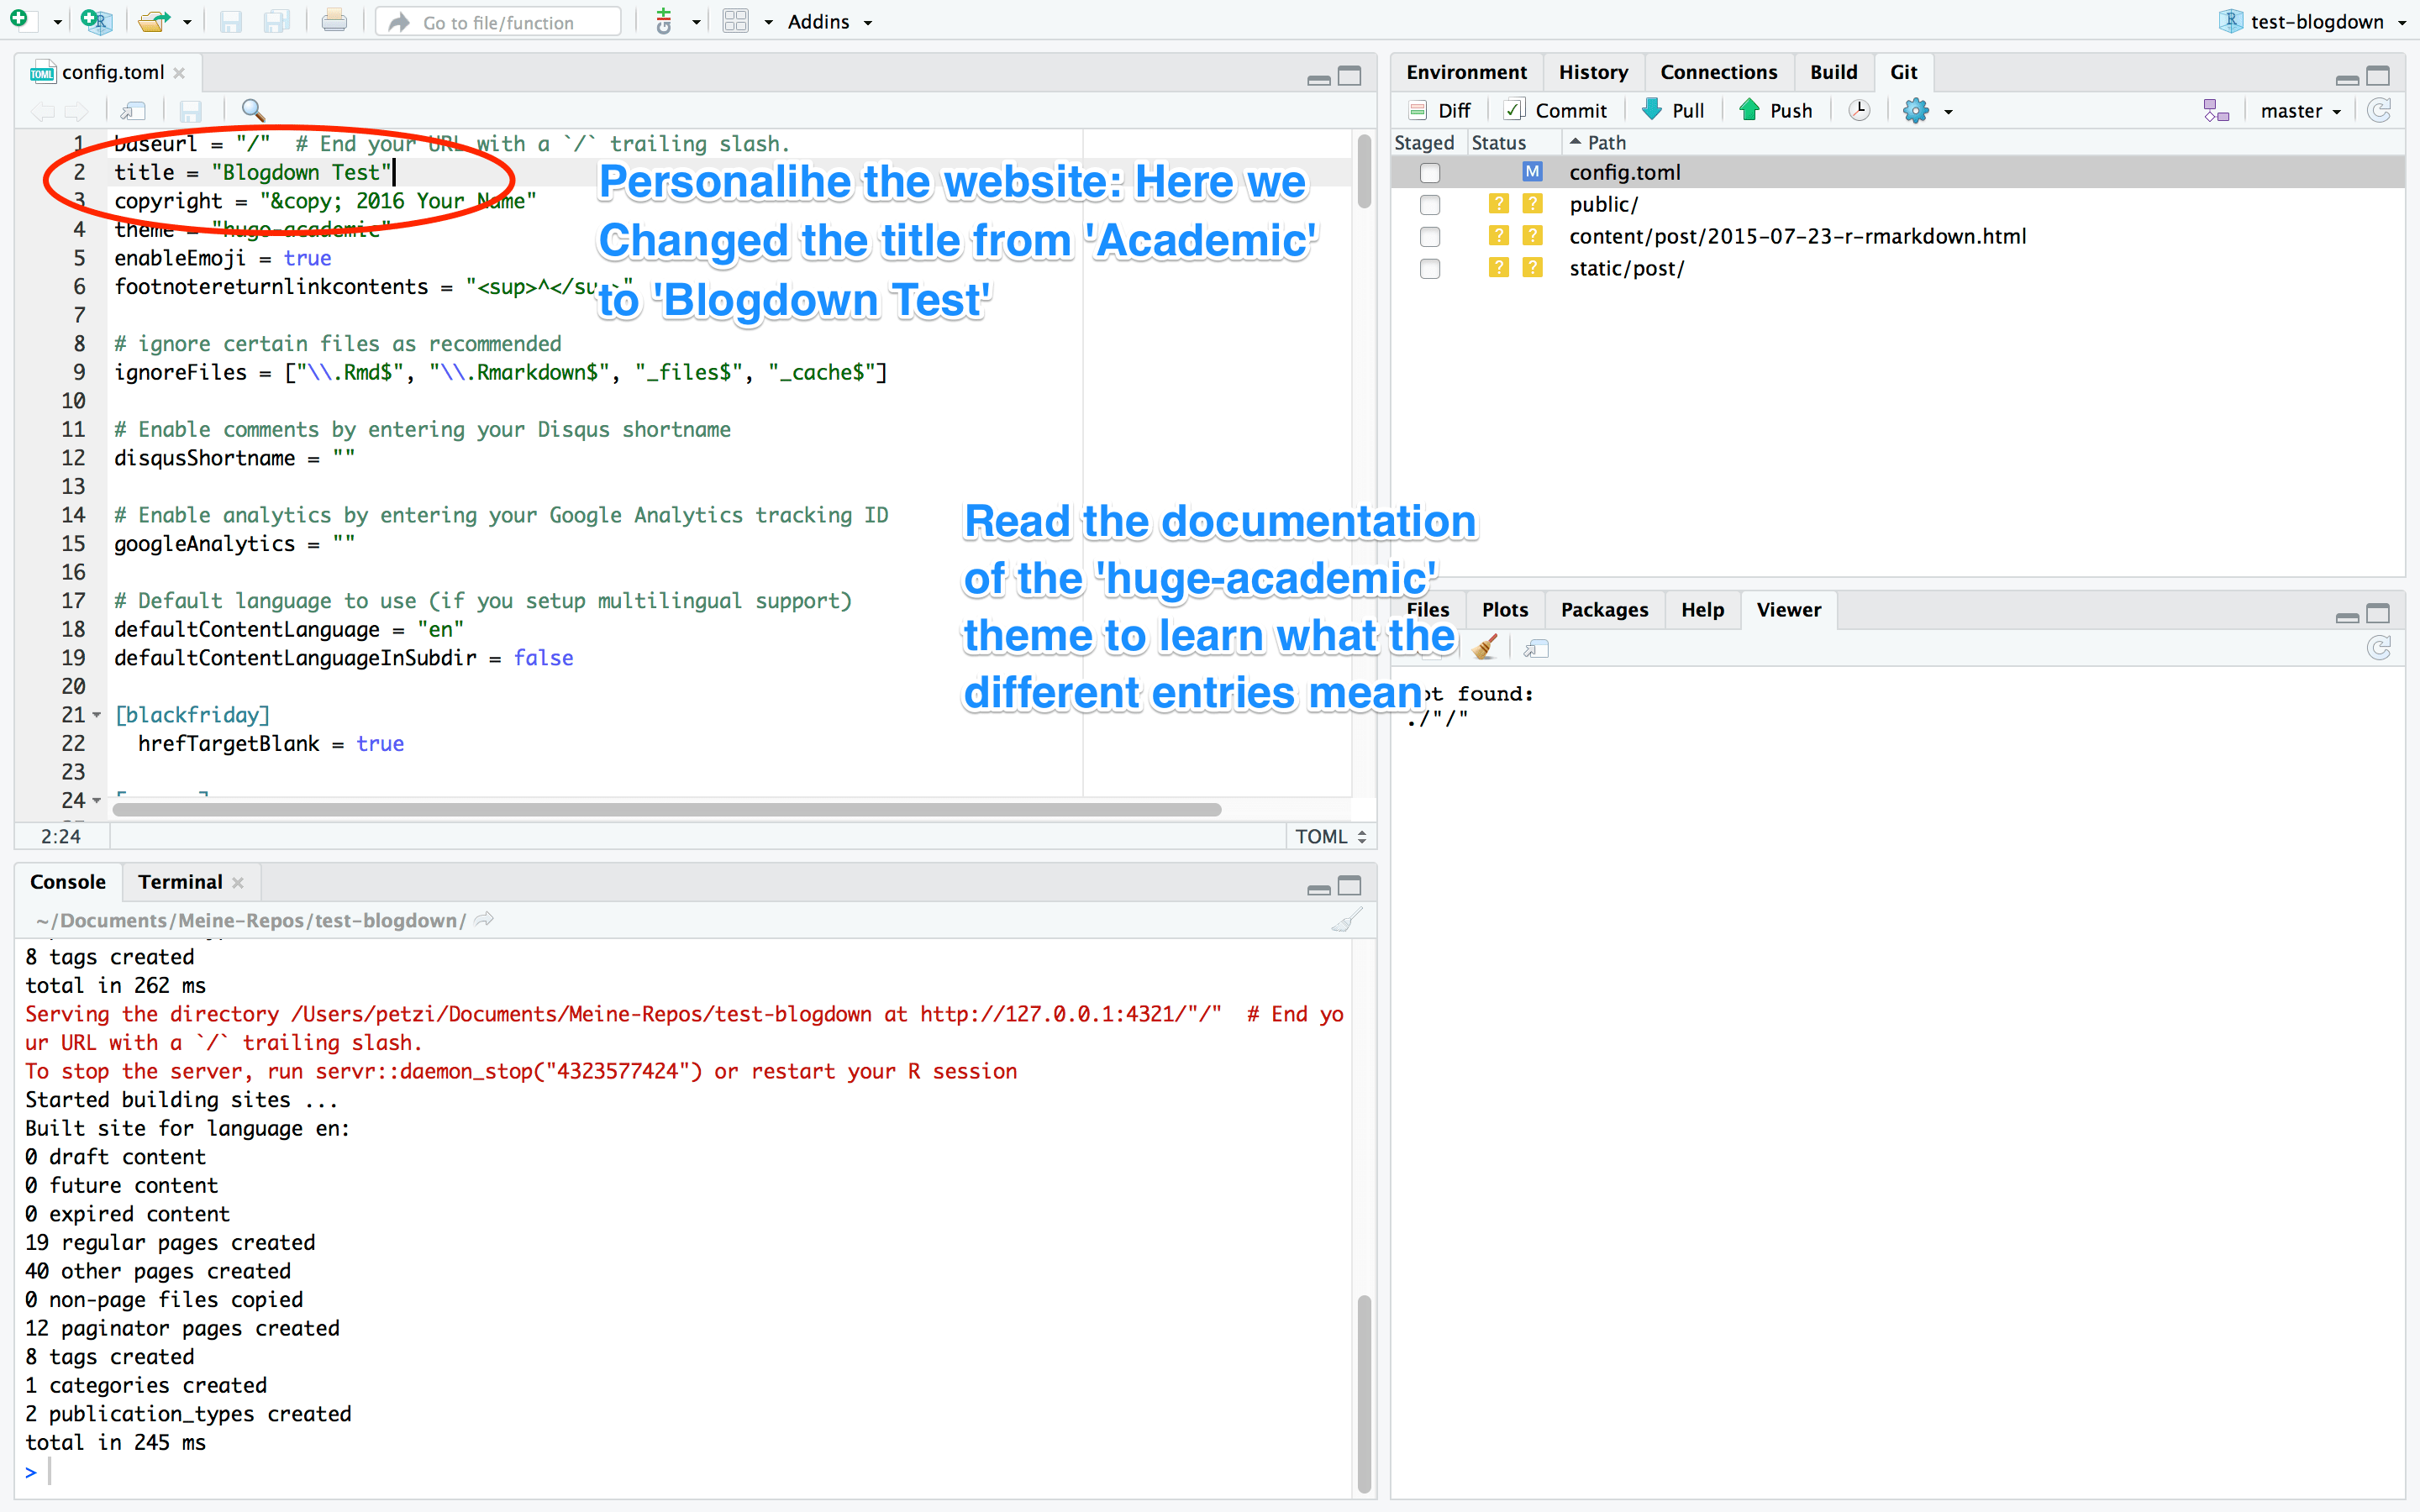 Go to file/function
Addins
test-blogdown
config.toml
1 baseurl = "/"  # End your URL with a `/` trailing slash.
2 title = "Blogdown Test"
3 copyright = "&copy; 2016 Your Name"
4 theme = "hugo-academic"
5 enableEmoji = true
6 footnotereturnlinkcontents = "<sup>^</sup>"
7
8 # ignore certain files as recommended
9 ignoreFiles = ["\\.Rmd$", "\\.Rmarkdown$", "_files$", "_cache$"]
10
11 # Enable comments by entering your Disqus shortname
12 disqusShortname = ""
13
14 # Enable analytics by entering your Google Analytics tracking ID
15 googleAnalytics = ""
16
17 # Default language to use (if you setup multilingual support)
18 defaultContentLanguage = "en"
19 defaultContentLanguageInSubdir = false
20
21 [blackfriday]
22 hrefTargetBlank = true
23
24
2:24
TOML
Personalihe the website: Here we
Changed the title from 'Academic'
to 'Blogdown Test'
Read the documentation
of the 'huge-academic'
theme to learn what the
different entries mean
Console Terminal
~/Documents/Meine-Repos/test-blogdown/
8 tags created
total in 262 ms
Serving the directory /Users/petzi/Documents/Meine-Repos/test-blogdown at http://127.0.0.1:4321/"/"  # End yo
ur URL with a `/` trailing slash.
To stop the server, run servr::daemon_stop("4323577424") or restart your R session
Started building sites ...
Built site for language en:
0 draft content
0 future content
0 expired content
19 regular pages created
40 other pages created
0 non-page files copied
12 paginator pages created
8 tags created
1 categories created
2 publication_types created
total in 245 ms
>
Environment History Connections Build Git
Diff Commit Pull Push master
Staged Status Path
M config.toml
? ? public/
? ? content/post/2015-07-23-r-rmarkdown.html
? ? static/post/
Files Plots Packages Help Viewer
found:
./"/"